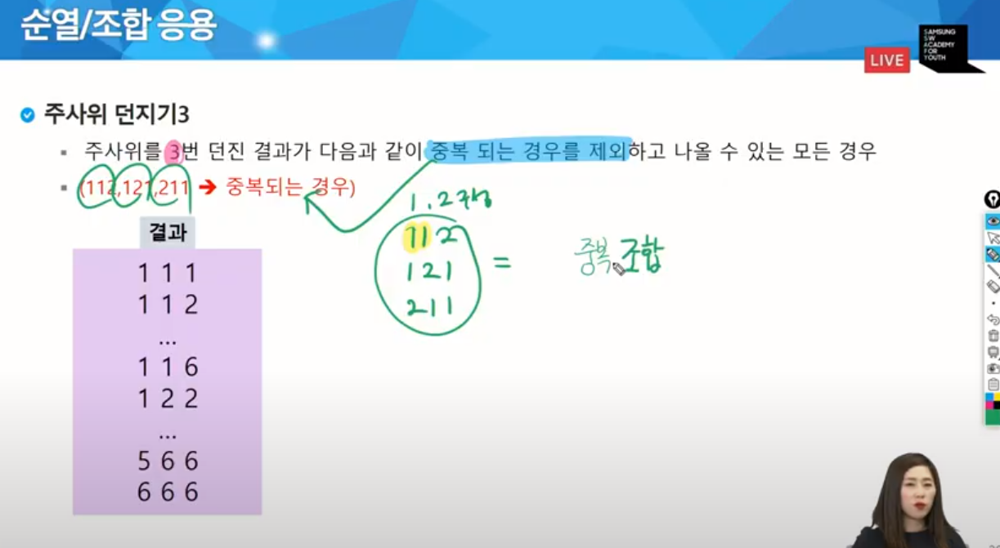 순열/조합 응용
SAMSUNG
SW
ACADEMY
FOR
YOUTH
LIVE
주사위 던지기3
주사위를 3번 던진 결과가 다음과 같이 중복 되는 경우를 제외하고 나올 수 있는 모든 경우
(112,121,211 ➔ 중복되는 경우)
1,2구성
결과
1 1 1
1 1 2
...
1 1 6
1 2 2
...
5 6 6
6 6 6
112
121
211
=
중복조합